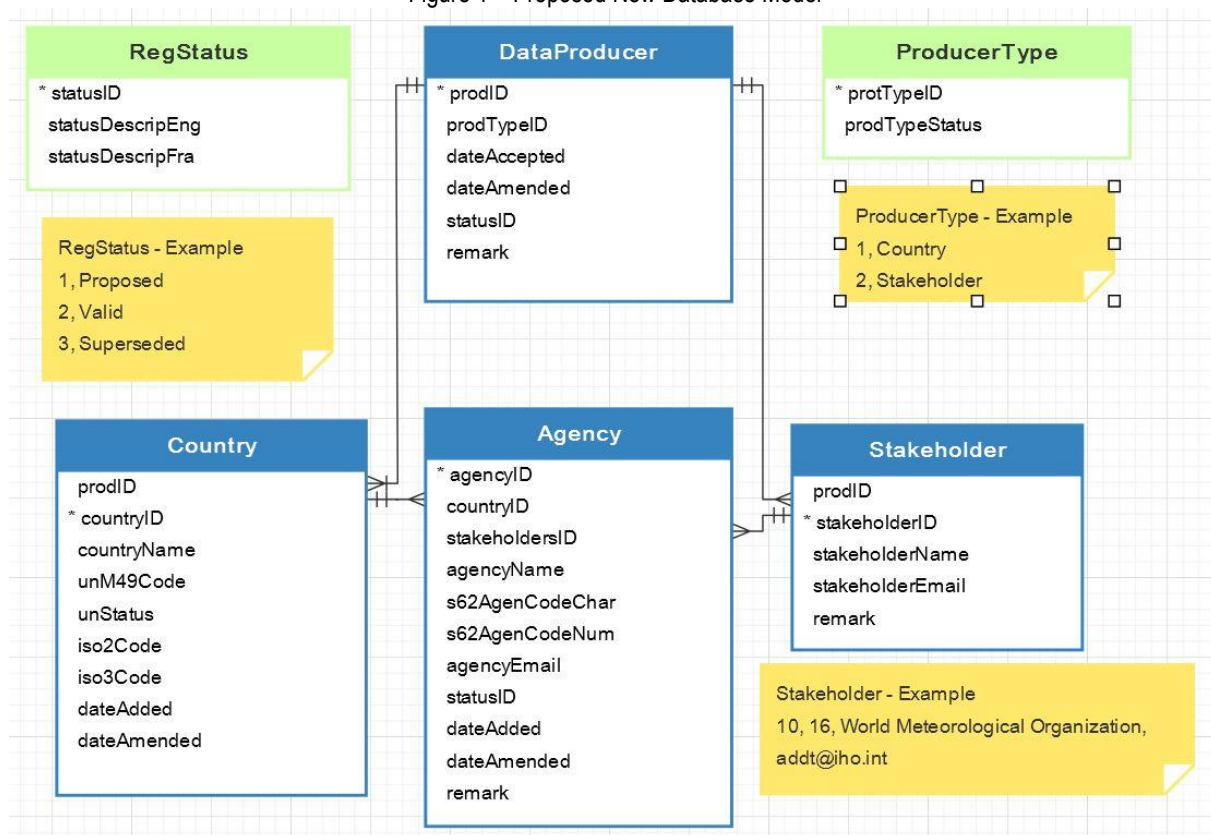 Figure 1 – Proposed New Database Model
RegStatus
* statusID
statusDescripEng
statusDescripFra
RegStatus - Example
1, Proposed
2, Valid
3, Superseded
DataProducer
* prodID
prodTypeID
dateAccepted
dateAmended
statusID
remark
ProducerType
* protTypeID
prodTypeStatus
ProducerType - Example
1, Country
2, Stakeholder
Country
prodID
* countryID
countryName
unM49Code
unStatus
iso2Code
iso3Code
dateAdded
dateAmended
Agency
* agencyID
countryID
stakeholdersID
agencyName
s62AgenCodeChar
s62AgenCodeNum
agencyEmail
statusID
dateAdded
dateAmended
remark
Stakeholder
prodID
* stakeholderID
stakeholderName
stakeholderEmail
remark
Stakeholder - Example
10, 16, World Meteorological Organization,
addt@iho.int